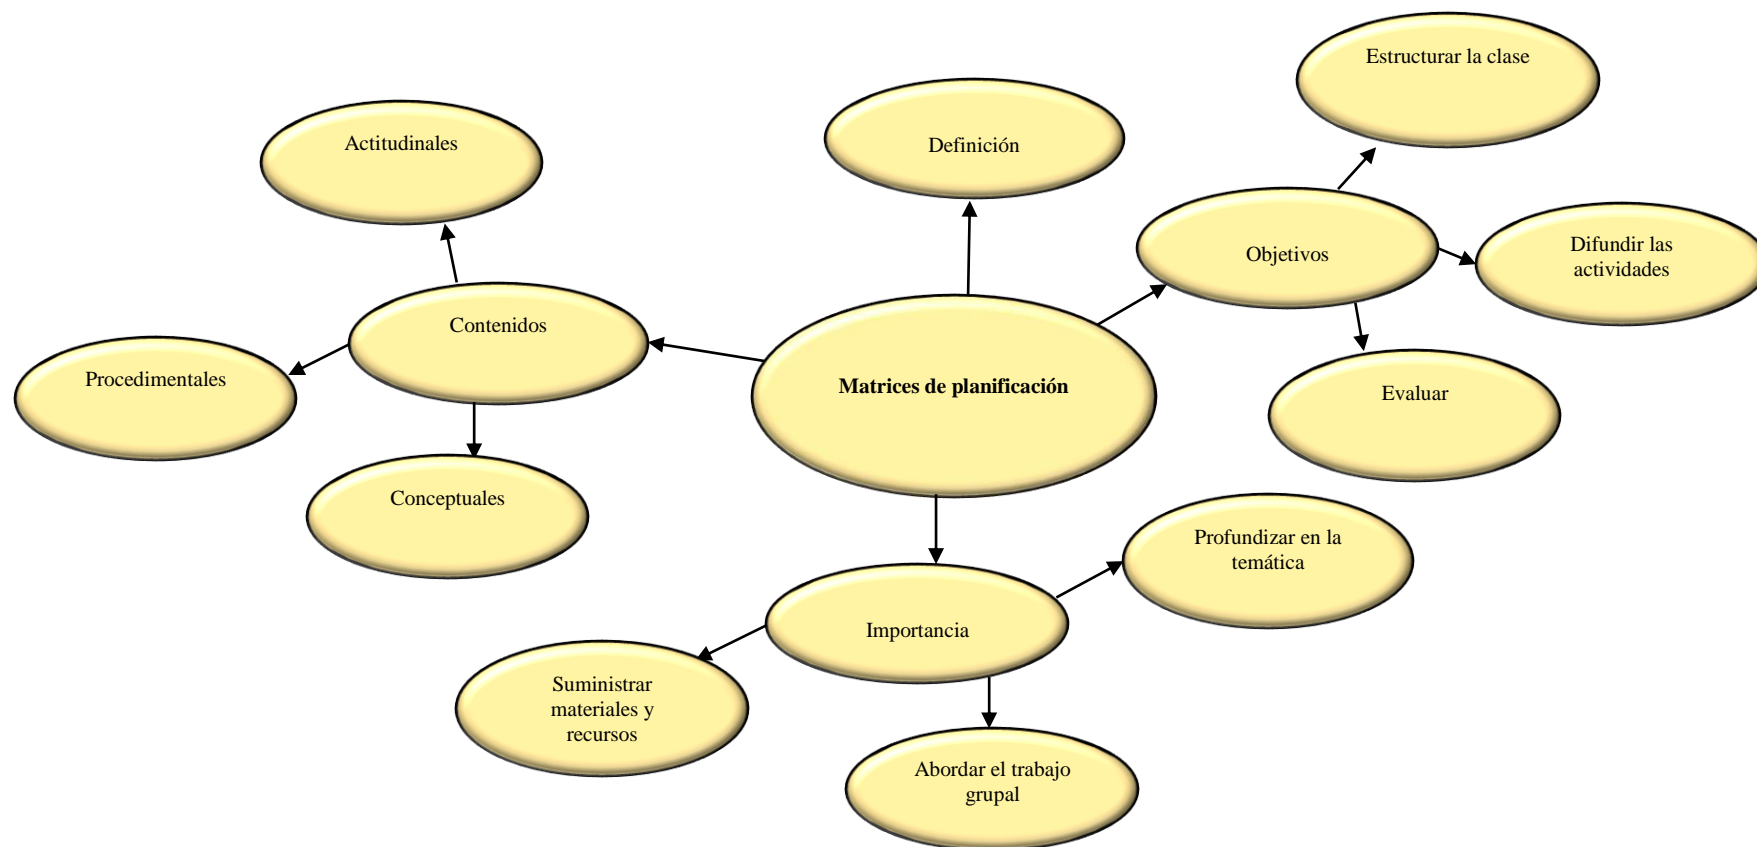 Estructurar la clase
Actitudinales
Definición
Objetivos
Difundir las
actividades
Contenidos
Procedimentales
Matrices de planificación
Evaluar
Conceptuales
Profundizar en la
temática
Importancia
Suministrar
materiales y
recursos
Abordar el trabajo
grupal